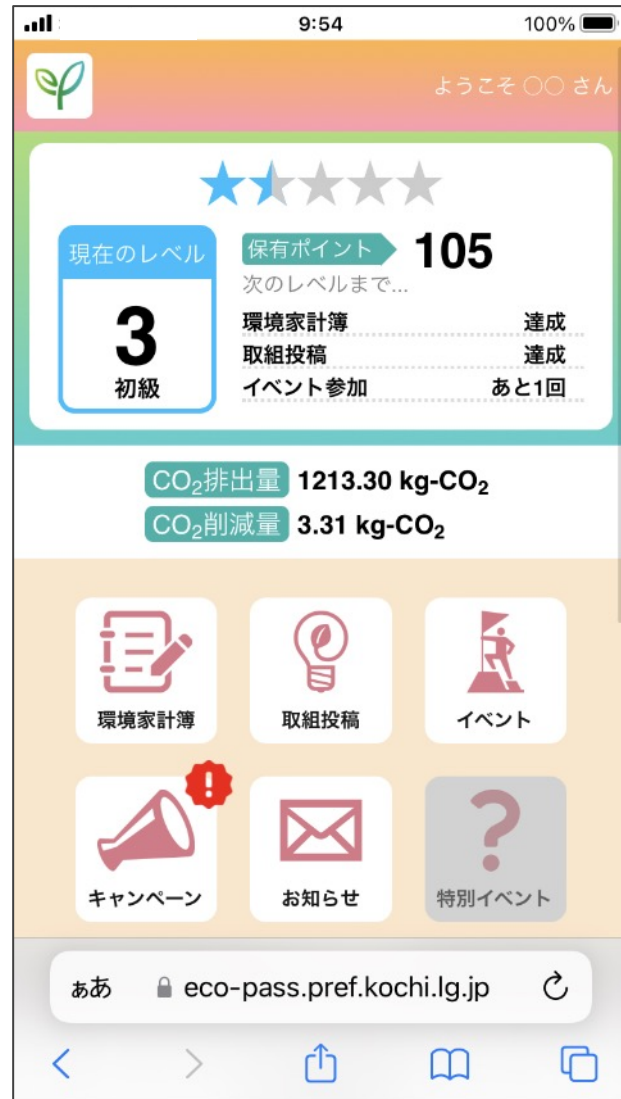 9:54
100%
ようこそ 〇〇 さん
現在のレベル
3
初級
保有ポイント 105
次のレベルまで...
環境家計簿 達成
取組投稿 達成
イベント参加 あと1回
CO₂排出量 1213.30 kg-CO₂
CO₂削減量 3.31 kg-CO₂
環境家計簿
取組投稿
イベント
!
キャンペーン
お知らせ
?
特別イベント
ぁあ eco-pass.pref.kochi.lg.jp